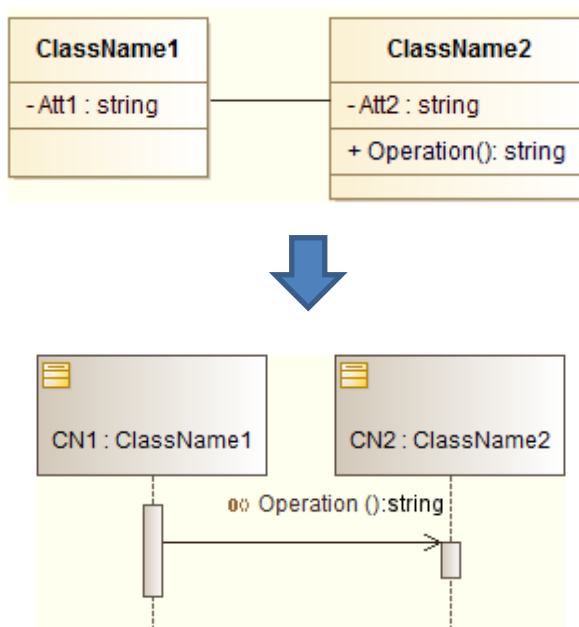 ClassName1
ClassName2
- Att1 : string
- Att2 : string
+ Operation(): string
CN1 : ClassName1
CN2 : ClassName2
Operation ():string